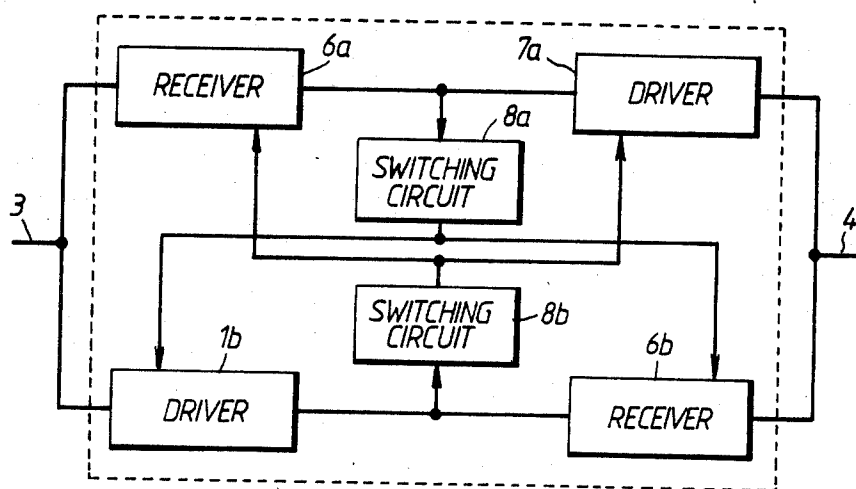 6a
7a
RECEIVER
DRIVER
8a
SWITCHING
CIRCUIT
3
4
SWITCHING
CIRCUIT
8b
1b
6b
DRIVER
RECEIVER